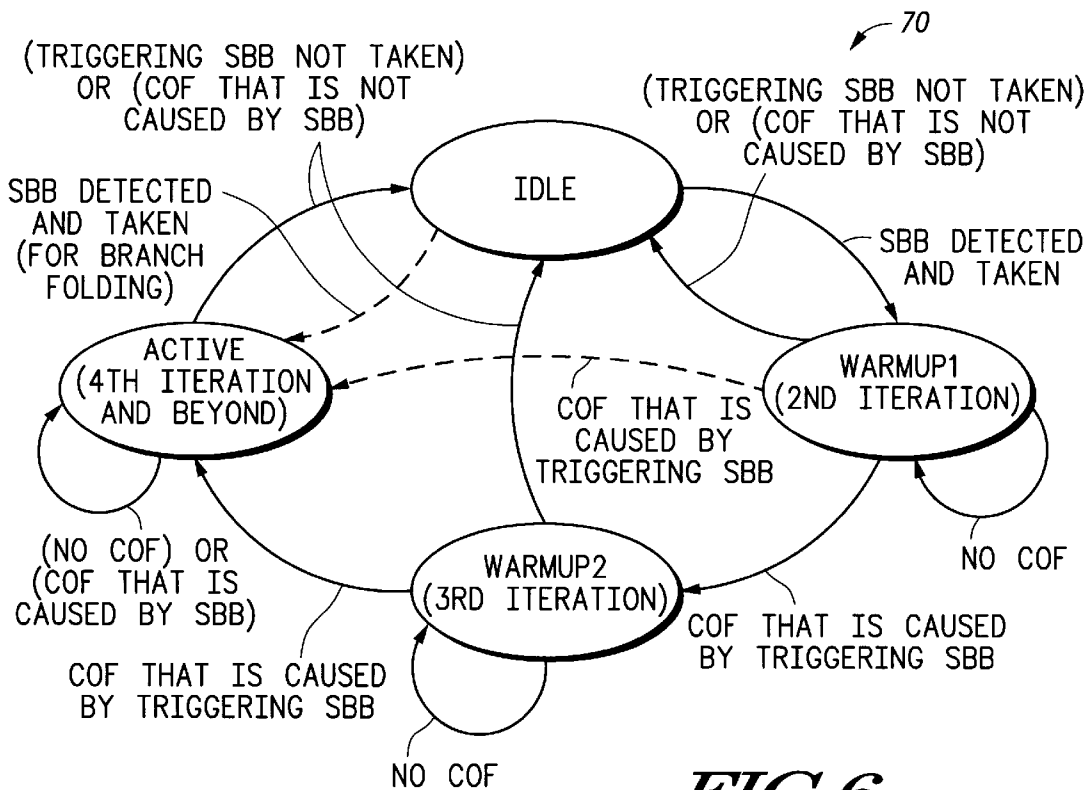 70
(TRIGGERING SBB NOT TAKEN)
OR (COF THAT IS NOT
CAUSED BY SBB)
(TRIGGERING SBB NOT TAKEN)
OR (COF THAT IS NOT
CAUSED BY SBB)
SBB DETECTED
AND TAKEN
(FOR BRANCH
FOLDING)
IDLE
SBB DETECTED
AND TAKEN
ACTIVE
(4TH ITERATION
AND BEYOND)
WARMUP1
(2ND ITERATION)
COF THAT IS
CAUSED BY
TRIGGERING SBB
(NO COF) OR
(COF THAT IS
CAUSED BY SBB)
NO COF
WARMUP2
(3RD ITERATION)
COF THAT IS CAUSED
BY TRIGGERING SBB
COF THAT IS CAUSED
BY TRIGGERING SBB
NO COF
FIG.6